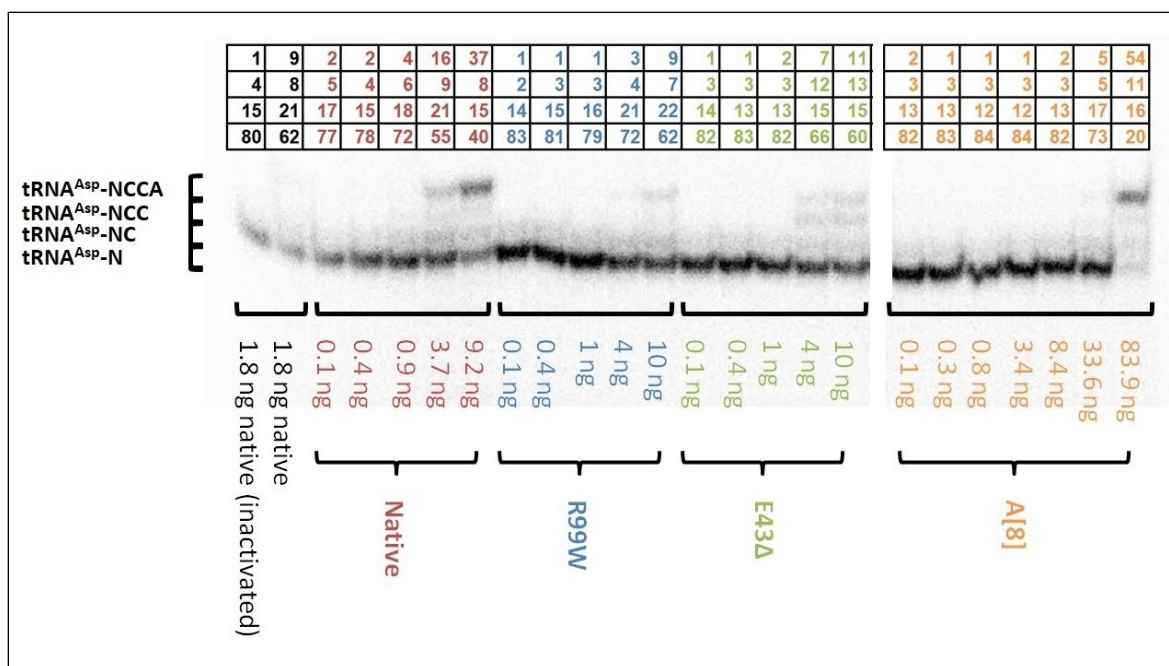 1 9 2 2 4 16 37 1 1 1 3 9 1 1 2 7 11 2 1 1 1 2 5 54
4 8 5 4 6 9 8 2 3 3 4 7 3 3 3 12 13 3 3 3 3 3 5 11
15 21 17 15 18 21 15 14 15 16 21 22 14 13 13 15 15 13 13 12 12 13 17 16
80 62 77 78 72 55 40 83 81 79 72 62 82 83 82 66 60 82 83 84 84 82 73 20
tRNAᴬˢᵖ-NCCA
tRNAᴬˢᵖ-NCC
tRNAᴬˢᵖ-NC
tRNAᴬˢᵖ-N
1.8 ng native (inactivated)
1.8 ng native
0.1 ng
0.4 ng
0.9 ng
3.7 ng
9.2 ng
0.1 ng
0.4 ng
1 ng
4 ng
10 ng
0.1 ng
0.4 ng
1 ng
4 ng
10 ng
0.1 ng
0.3 ng
0.8 ng
3.4 ng
8.4 ng
33.6 ng
83.9 ng
Native
R99W
E43Δ
A[8]